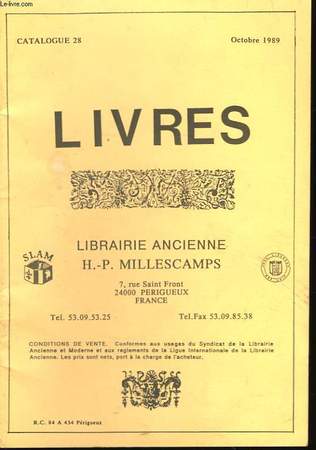 Le-livre.com
CATALOGUE 28 Octobre 1989
LIVRES
LIBRAIRIE ANCIENNE
H.-P. MILLESCAMPS
SLAM
7, rue Saint Front
24000 PERIGUEUX
FRANCE
Tel. 53.09.53.25 Tel.Fax 53.09.85.38
CONDITIONS DE VENTE. Conformes aux usages du Syndicat de la Librairie
Ancienne et Moderne et aux reglements de la Ligue Internationale de la Librairie
Ancienne. Les prix sont nets, port à la charge de l'acheteur.
R.C. 84 A 434 Périgueux